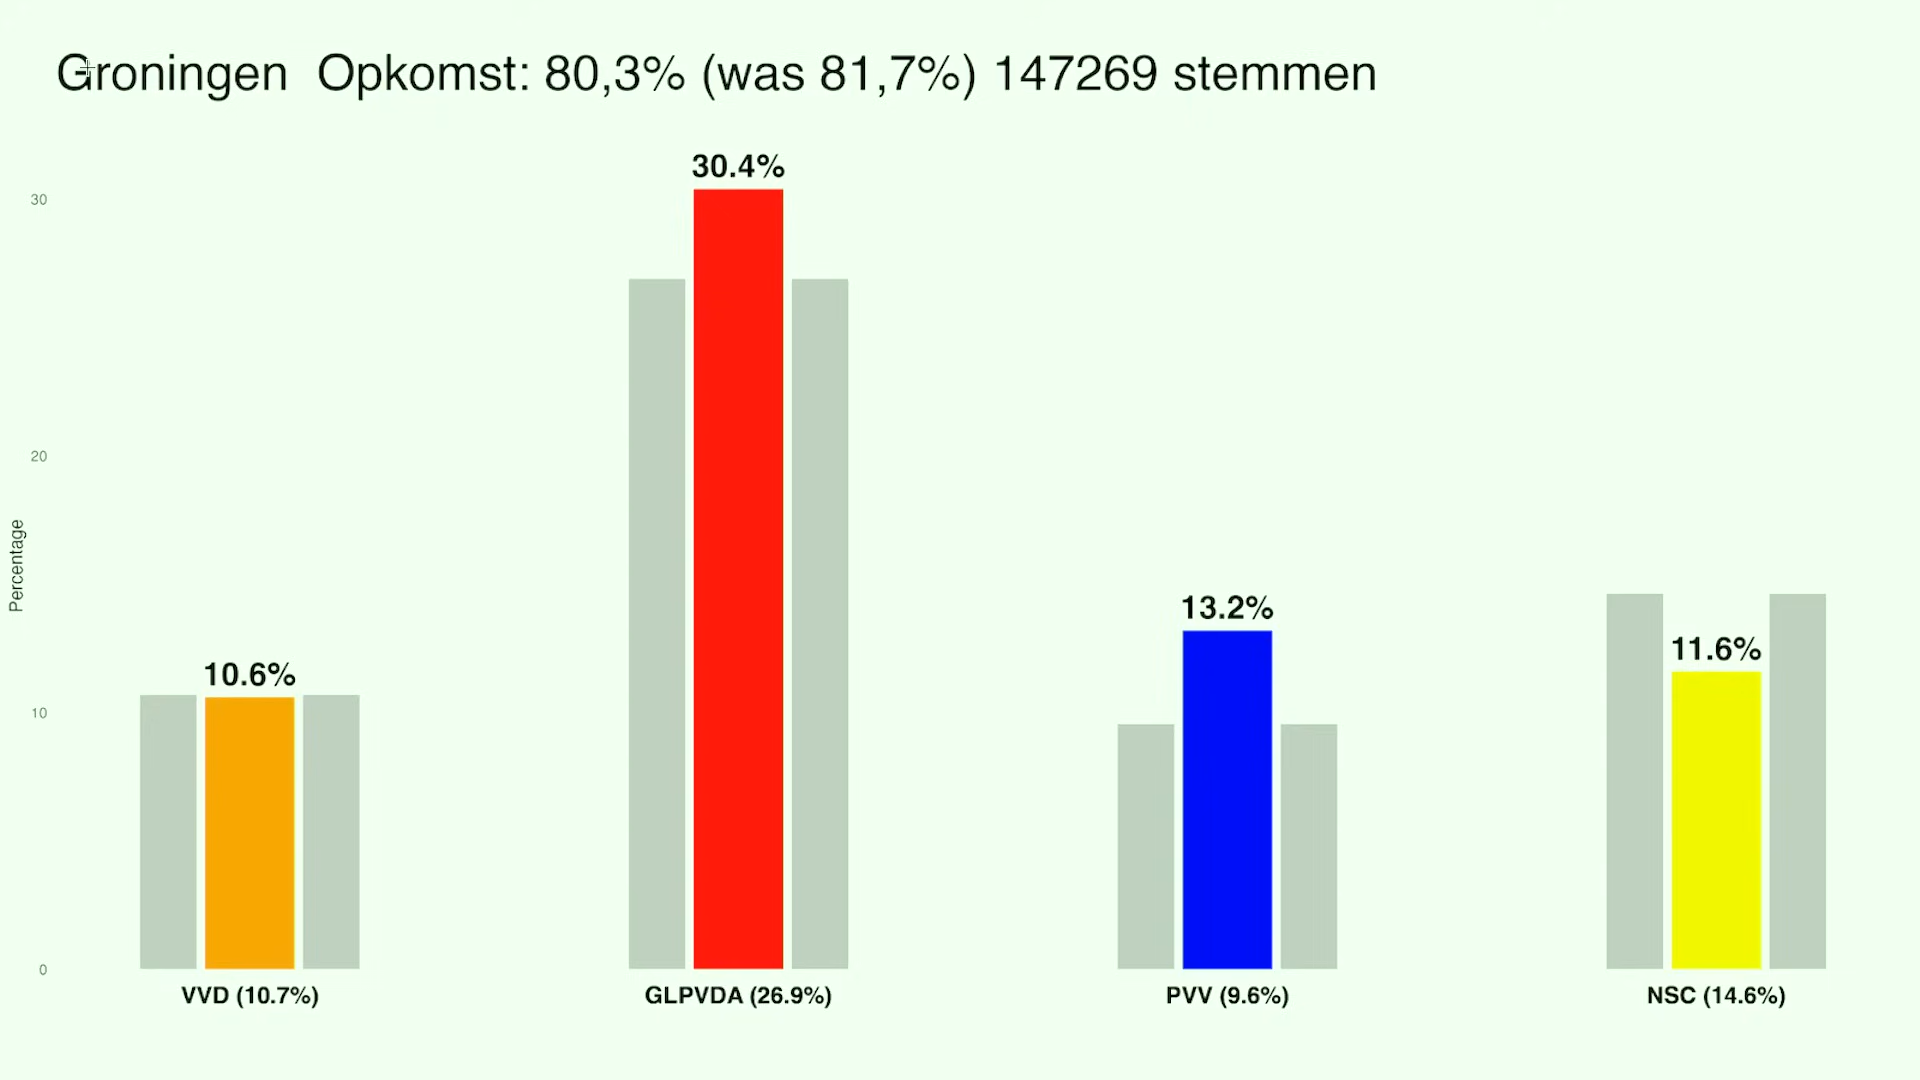 Groningen Opkomst: 80,3% (was 81,7%) 147269 stemmen
30.4%
30
20
Percentage
13.2%
11.6%
10.6%
10
0
VVD (10.7%)
GLPVDA (26.9%)
PVV (9.6%)
NSC (14.6%)